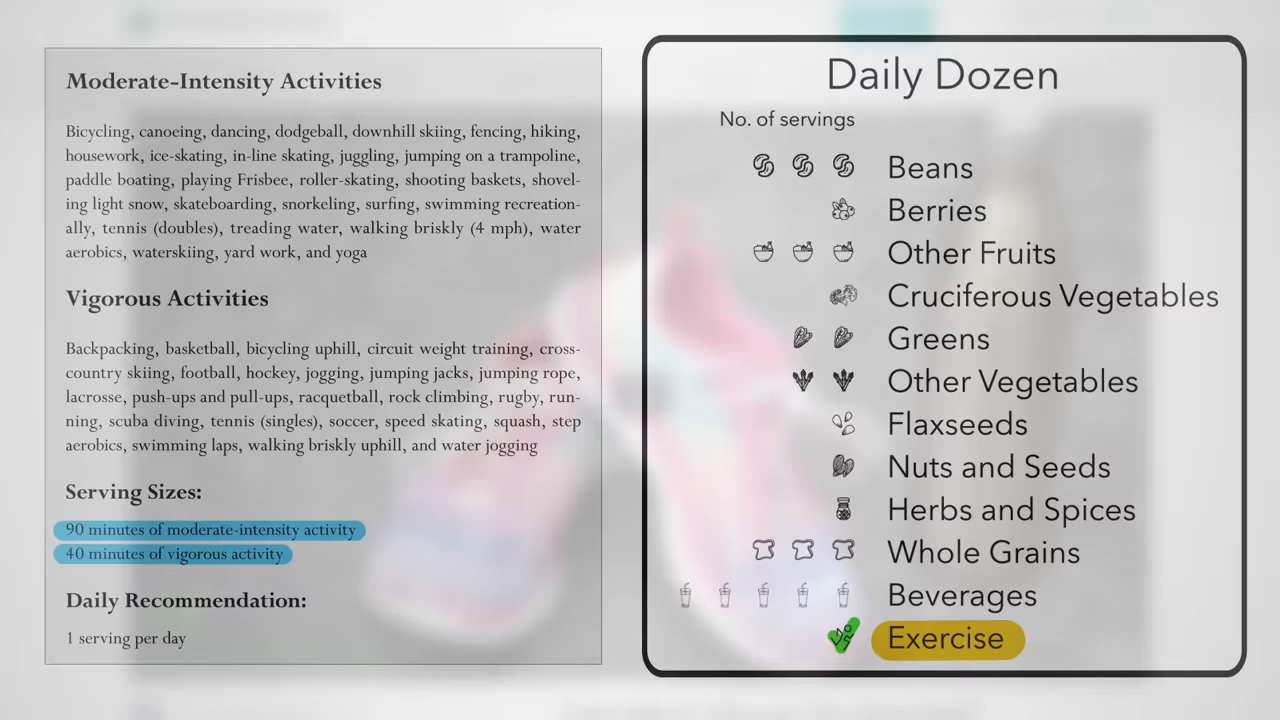 Moderate-Intensity Activities
Bicycling, canoeing, dancing, dodgeball, downhill skiing, fencing, hiking,
housework, ice-skating, in-line skating, juggling, jumping on a trampoline,
paddle boating, playing Frisbee, roller-skating, shooting baskets, shovel-
ing light snow, skateboarding, snorkeling, surfing, swimming recreation-
ally, tennis (doubles), treading water, walking briskly (4 mph), water
aerobics, waterskiing, yard work, and yoga
Vigorous Activities
Backpacking, basketball, bicycling uphill, circuit weight training, cross-
country skiing, football, hockey, jogging, jumping jacks, jumping rope,
lacrosse, push-ups and pull-ups, racquetball, rock climbing, rugby, run-
ning, scuba diving, tennis (singles), soccer, speed skating, squash, step
aerobics, swimming laps, walking briskly uphill, and water jogging
Serving Sizes:
90 minutes of moderate-intensity activity
40 minutes of vigorous activity
Daily Recommendation:
1 serving per day
Daily Dozen
No. of servings
Beans
Berries
Other Fruits
Cruciferous Vegetables
Greens
Other Vegetables
Flaxseeds
Nuts and Seeds
Herbs and Spices
Whole Grains
Beverages
Exercise